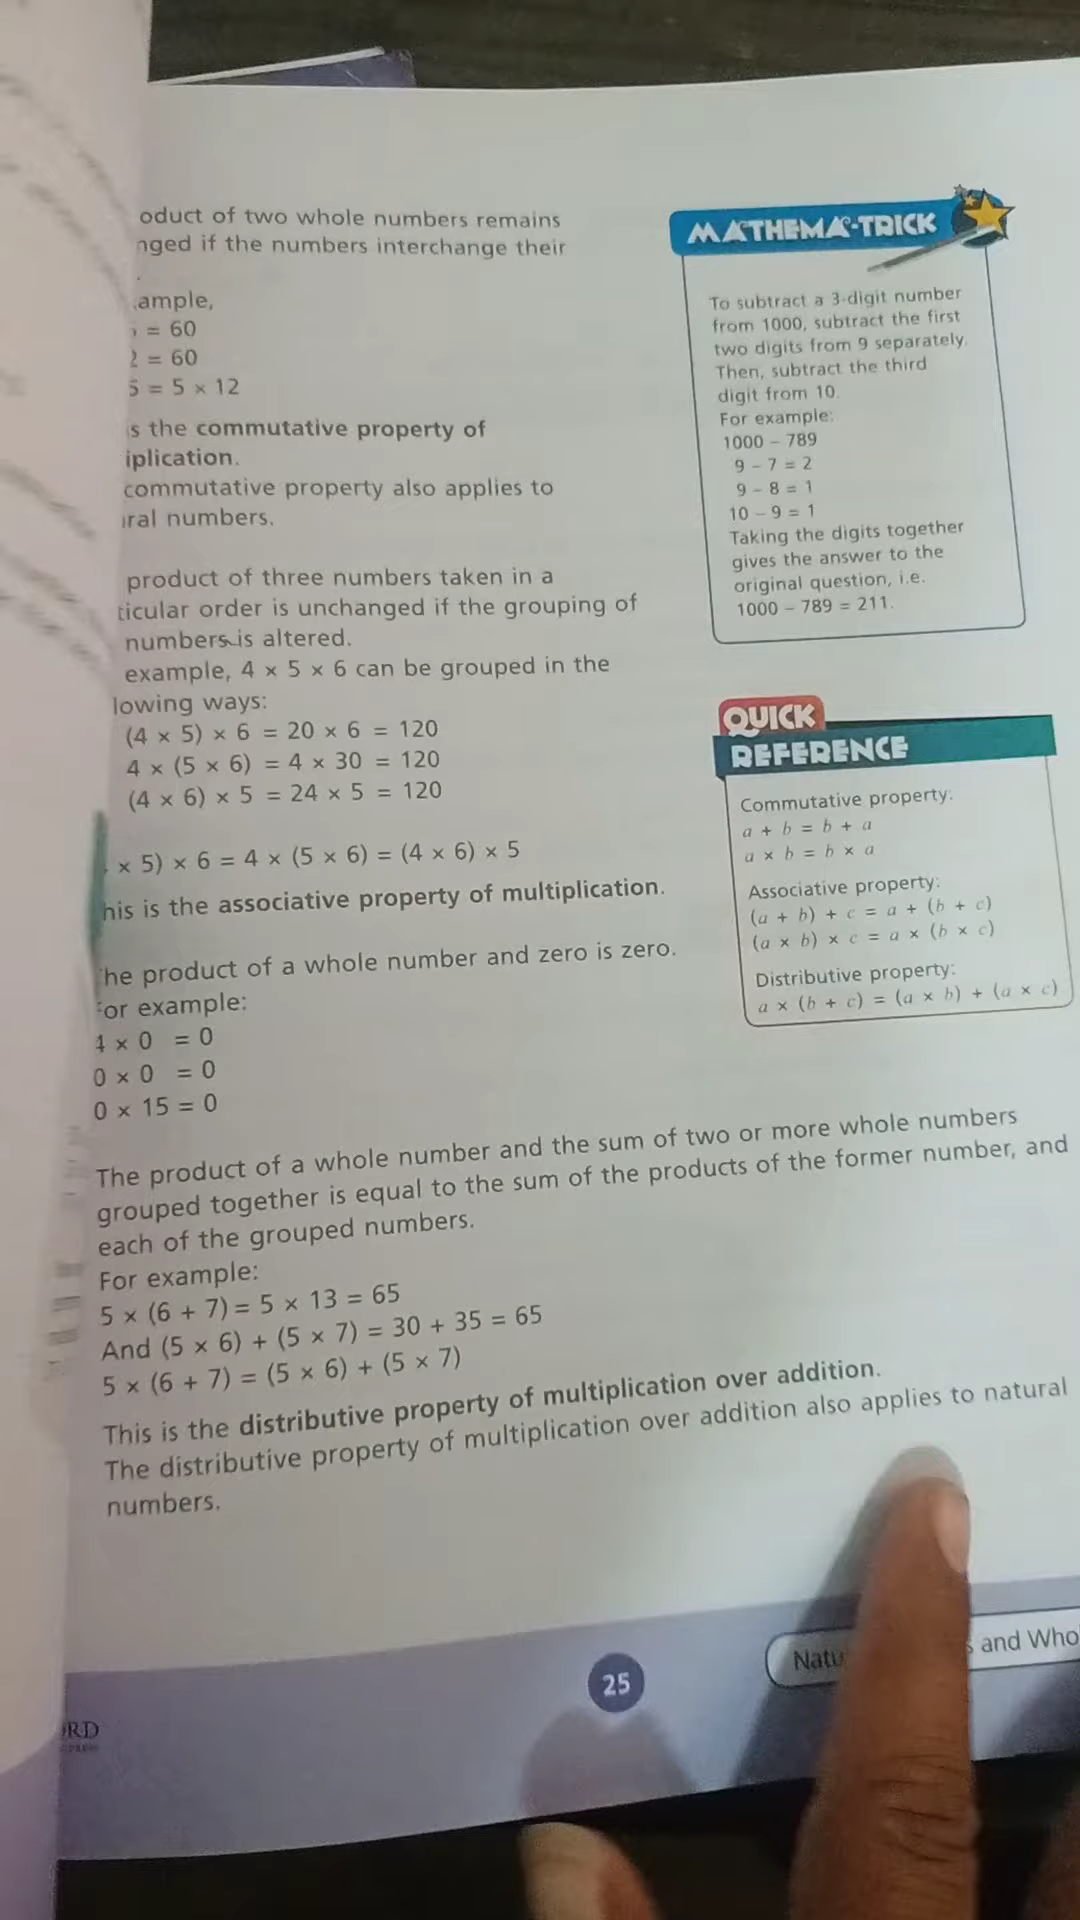 oduct of two whole numbers remains
nged if the numbers interchange their
ample,
= 60
2 = 60
5 = 5 × 12
s the commutative property of
iplication.
commutative property also applies to
ral numbers.
product of three numbers taken in a
ticular order is unchanged if the grouping of
numbers is altered.
example, 4 × 5 × 6 can be grouped in the
lowing ways:
(4 × 5) × 6 = 20 × 6 = 120
4 × (5 × 6) = 4 × 30 = 120
(4 × 6) × 5 = 24 × 5 = 120
× 5) × 6 = 4 × (5 × 6) = (4 × 6) × 5
his is the associative property of multiplication.
he product of a whole number and zero is zero.
For example:
4 × 0 = 0
0 × 0 = 0
0 × 15 = 0
The product of a whole number and the sum of two or more whole numbers
grouped together is equal to the sum of the products of the former number, and
each of the grouped numbers.
For example:
5 × (6 + 7) = 5 × 13 = 65
And (5 × 6) + (5 × 7) = 30 + 35 = 65
5 × (6 + 7) = (5 × 6) + (5 × 7)
This is the distributive property of multiplication over addition.
The distributive property of multiplication over addition also applies to natural
numbers.
MATHEMA-TRICK
To subtract a 3-digit number
from 1000, subtract the first
two digits from 9 separately.
Then, subtract the third
digit from 10.
For example:
1000 – 789
9 – 7 = 2
9 – 8 = 1
10 – 9 = 1
Taking the digits together
gives the answer to the
original question, i.e.
1000 – 789 = 211.
QUICK
REFERENCE
Commutative property:
a + b = b + a
a × b = b × a
Associative property:
(a + b) + c = a + (b + c)
(a × b) × c = a × (b × c)
Distributive property:
a × (b + c) = (a × b) + (a × c)
25
Natu s and Who
ORD